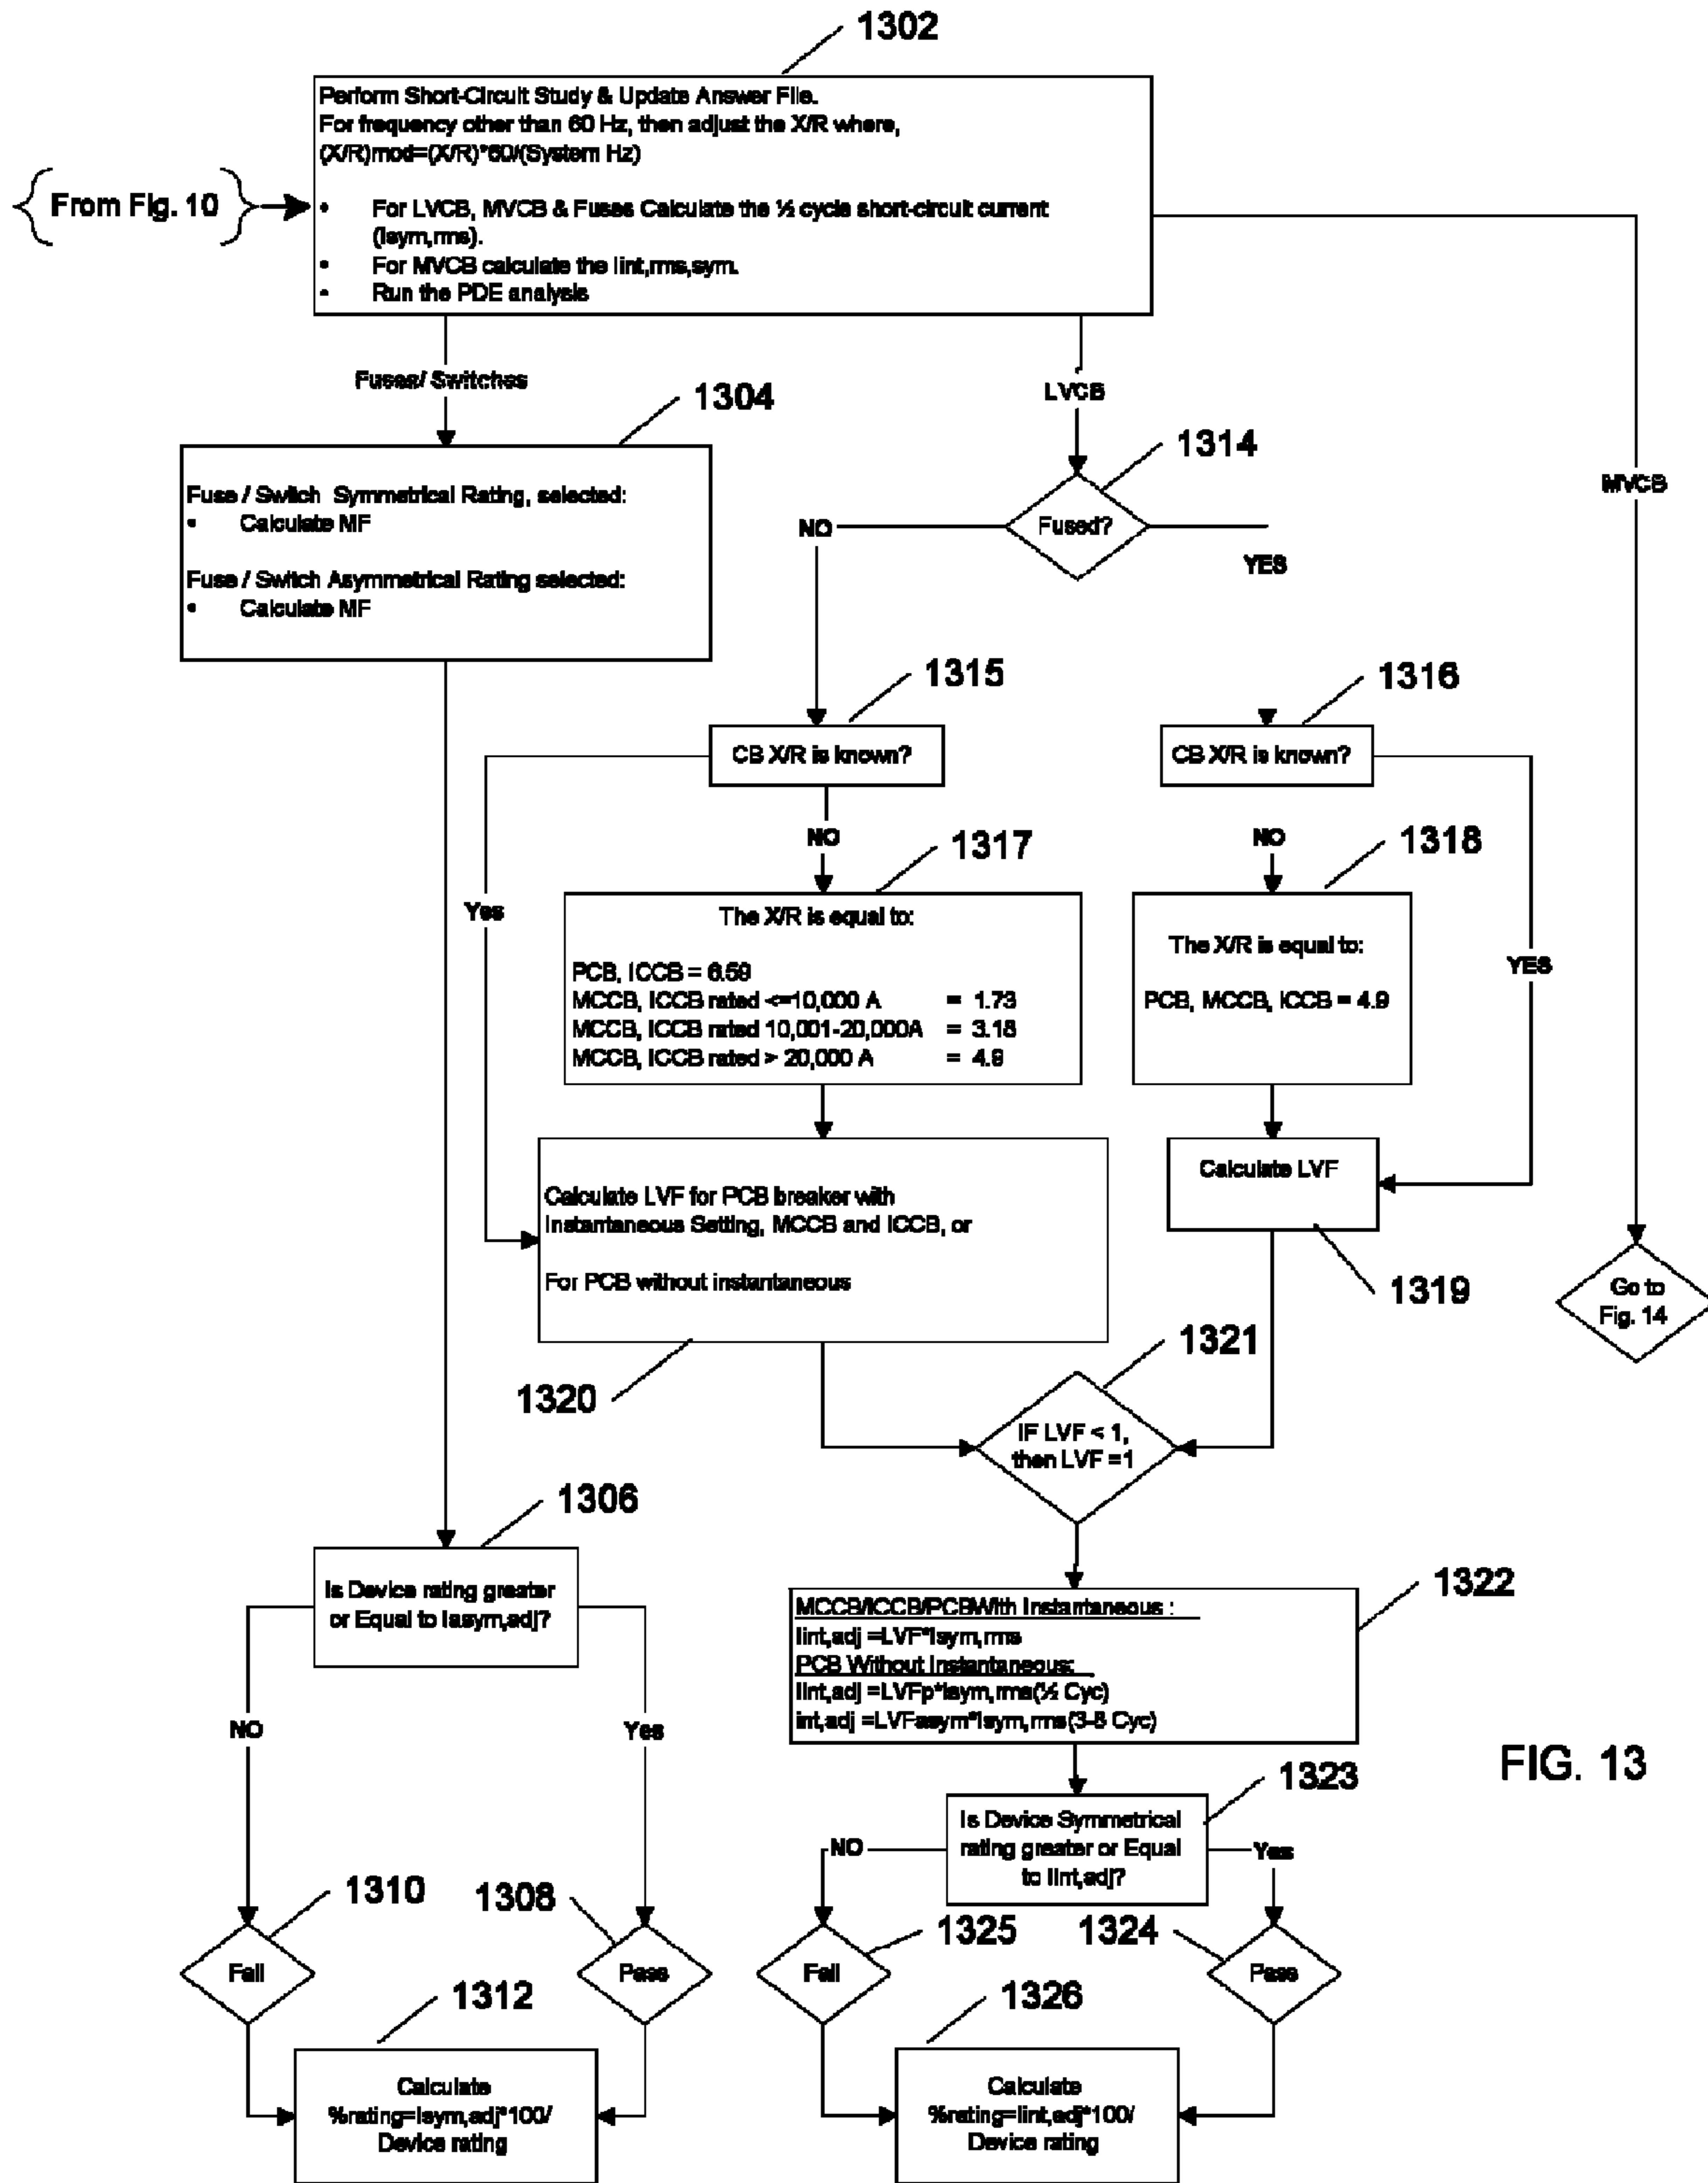 1302
Perform Short-Circuit Study & Update Answer File.
For frequency other than 60 Hz, then adjust the X/R where,
(X/R)mod=(X/R)*60/(System Hz)
{From Fig. 10}
• For LVCB, MVCB & Fuses Calculate the ½ cycle short-circuit current
(Isym,rms).
• For MVCB calculate the Iint,rms,sym.
• Run the PDE analysis
Fuses/ Switches
LVCB
MVCB
1304
Fuse / Switch Symmetrical Rating, selected:
• Calculate MF
Fuse / Switch Asymmetrical Rating selected:
• Calculate MF
1314
Fused?
NO
YES
1315
CB X/R is known?
1316
CB X/R is known?
Yes
NO
1317
NO
1318
YES
The X/R is equal to:
PCB, ICCB = 6.59
MCCB, ICCB rated <=10,000 A = 1.73
MCCB, ICCB rated 10,001-20,000A = 3.18
MCCB, ICCB rated > 20,000 A = 4.9
The X/R is equal to:
PCB, MCCB, ICCB = 4.9
Calculate LVF for PCB breaker with
Instantaneous Setting, MCCB and ICCB, or
For PCB without instantaneous
1320
Calculate LVF
1319
Go to
Fig. 14
1321
IF LVF < 1,
then LVF =1
1306
Is Device rating greater
or Equal to Iasym,adj?
NO
Yes
1322
MCCB/ICCB/PCBWith Instantaneous :
Iint,adj =LVF*Isym,rms
PCB Without Instantaneous:
Iint,adj =LVFp*Isym,rms(½ Cyc)
int,adj =LVFasym*Isym,rms(3-8 Cyc)
FIG. 13
1323
Is Device Symmetrical
rating greater or Equal
to Iint,adj?
NO
Yes
1310
Fail
1308
Pass
1325
Fail
1324
Pass
1312
Calculate
%rating=Isym,adj*100/
Device rating
1326
Calculate
%rating=Iint,adj*100/
Device rating